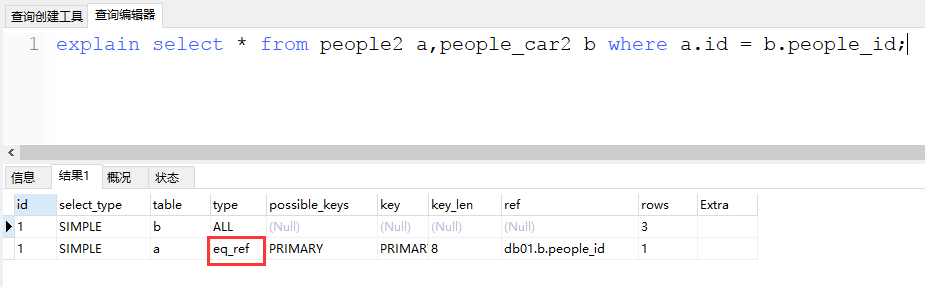 查询创建工具 查询编辑器
1 explain select * from people2 a,people_car2 b where a.id = b.people_id;
信息 结果1 概况 状态
id select_type table type possible_keys key key_len ref rows Extra
1 SIMPLE b ALL (Null) (Null) (Null) (Null) 3
1 SIMPLE a eq_ref PRIMARY PRIMAR 8 db01.b.people_id 1